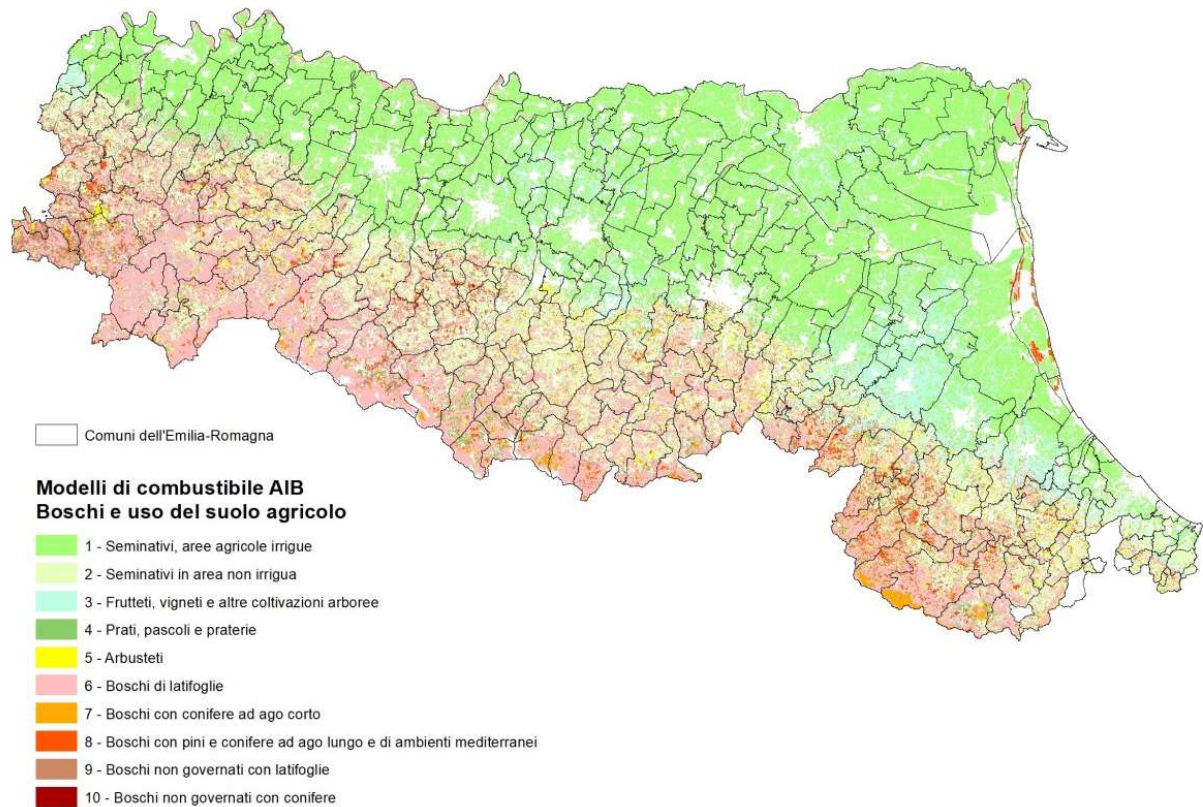 Comuni dell'Emilia-Romagna
Modelli di combustibile AIB
Boschi e uso del suolo agricolo
1 - Seminativi, aree agricole irrigue
2 - Seminativi in area non irrigua
3 - Frutteti, vigneti e altre coltivazioni arboree
4 - Prati, pascoli e praterie
5 - Arbusteti
6 - Boschi di latifoglie
7 - Boschi con conifere ad ago corto
8 - Boschi con pini e conifere ad ago lungo e di ambienti mediterranei
9 - Boschi non governati con latifoglie
10 - Boschi non governati con conifere